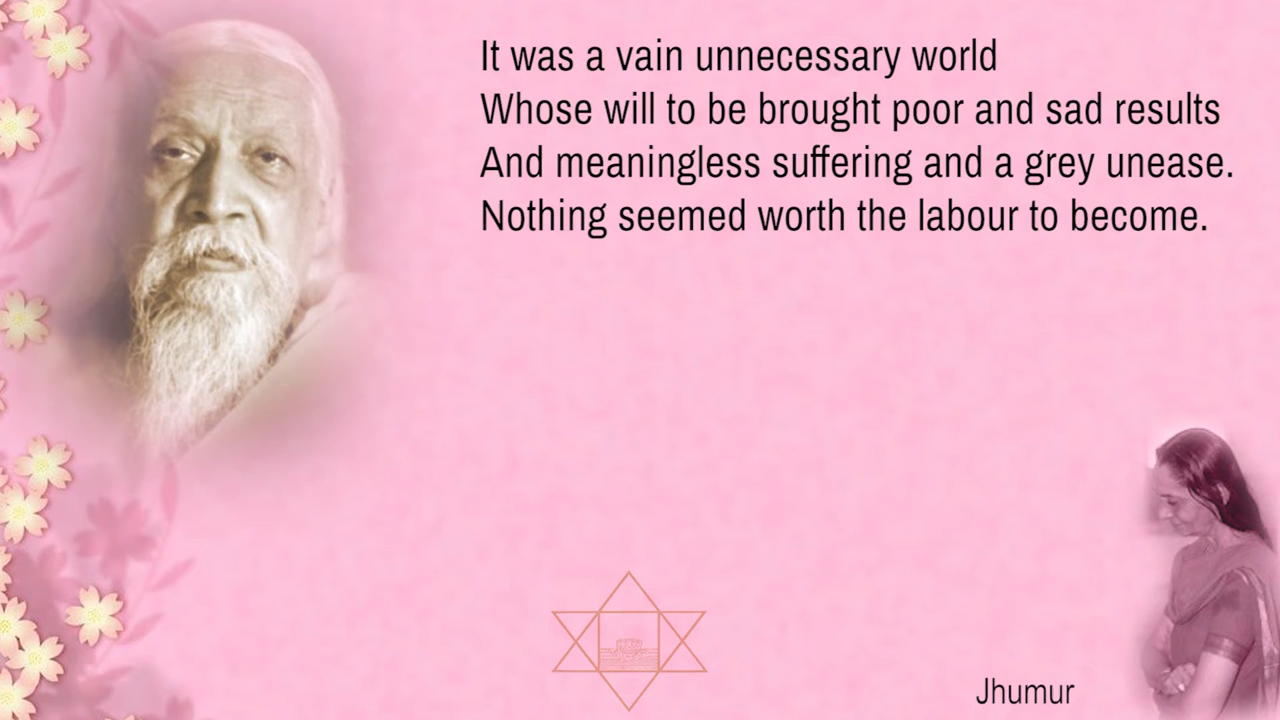 It was a vain unnecessary world
Whose will to be brought poor and sad results
And meaningless suffering and a grey unease.
Nothing seemed worth the labour to become.
Jhumur